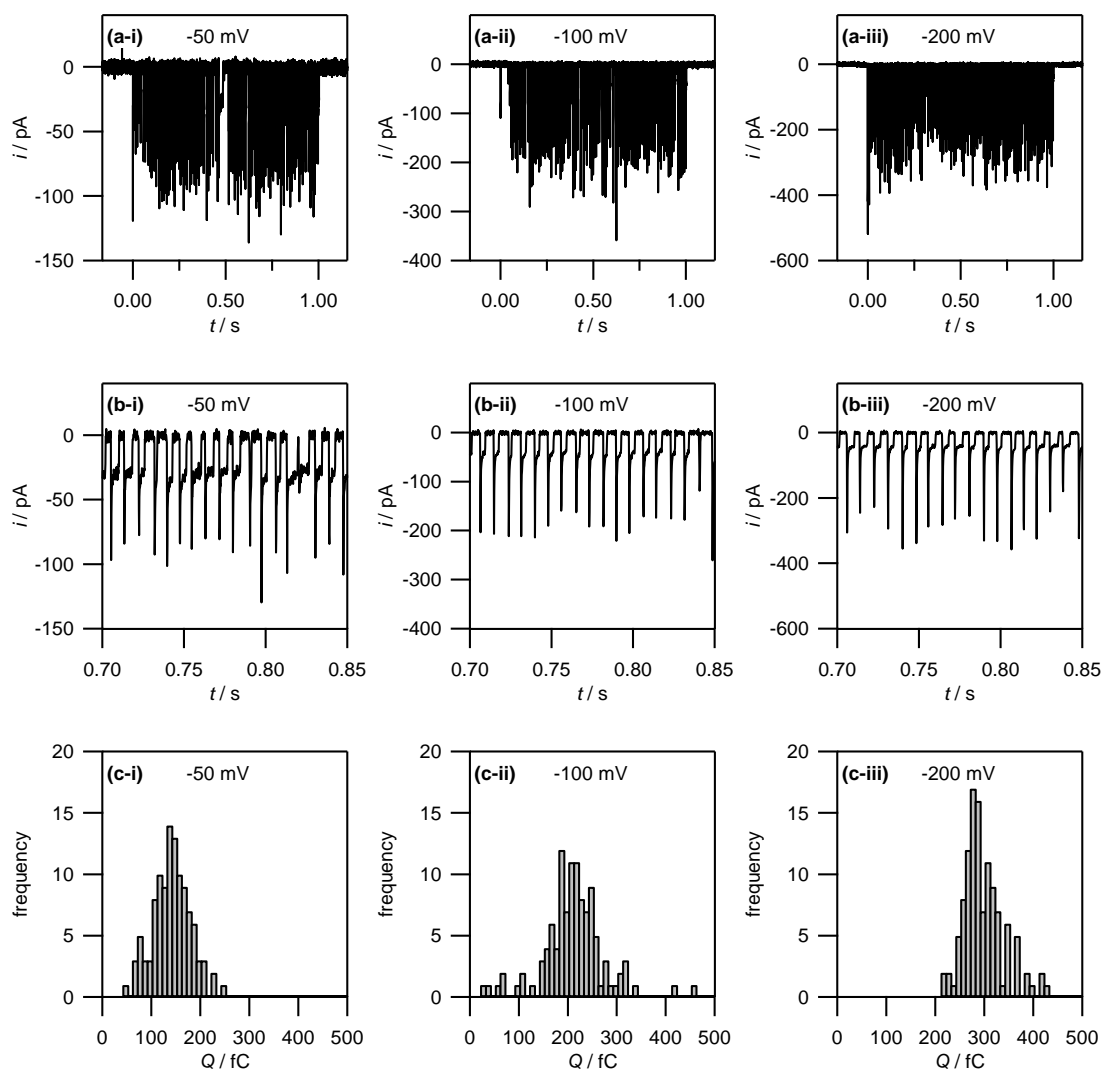 (a-i) -50 mV
0
-50
-100
-150
i / pA
0.00 0.50 1.00
t / s
(a-ii) -100 mV
0
-100
-200
-300
-400
i / pA
0.00 0.50 1.00
t / s
(a-iii) -200 mV
0
-200
-400
-600
i / pA
0.00 0.50 1.00
t / s
(b-i) -50 mV
0
-50
-100
-150
i / pA
0.70 0.75 0.80 0.85
t / s
(b-ii) -100 mV
0
-100
-200
-300
-400
i / pA
0.70 0.75 0.80 0.85
t / s
(b-iii) -200 mV
0
-200
-400
-600
i / pA
0.70 0.75 0.80 0.85
t / s
(c-i) -50 mV
20
15
10
5
0
frequency
0 100 200 300 400 500
Q / fC
(c-ii) -100 mV
20
15
10
5
0
frequency
0 100 200 300 400 500
Q / fC
(c-iii) -200 mV
20
15
10
5
0
frequency
0 100 200 300 400 500
Q / fC